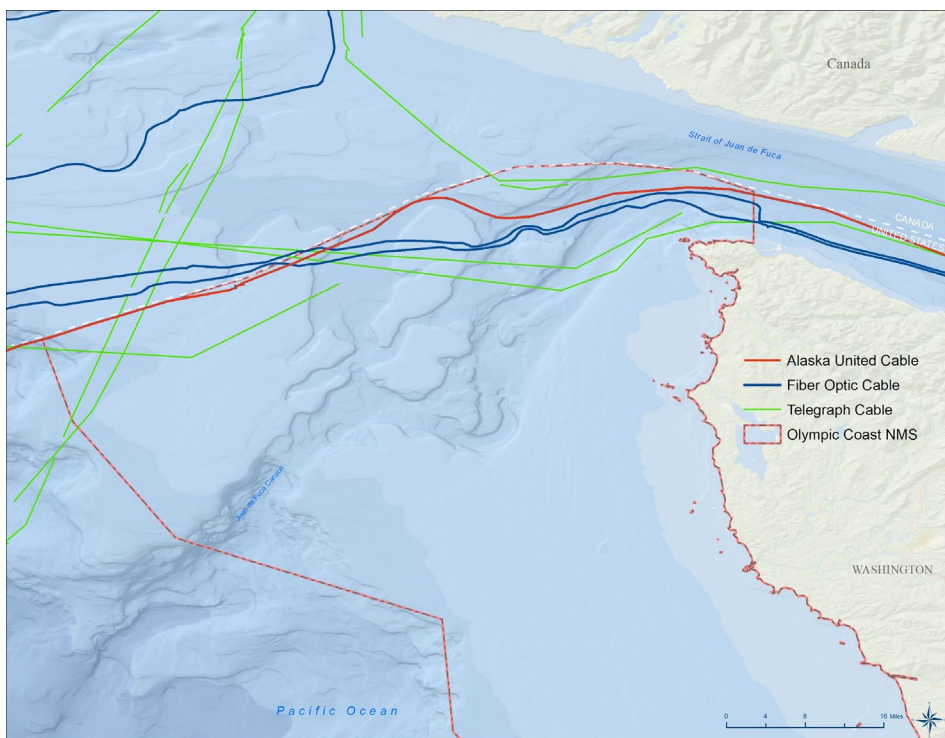 Canada
Strait of Juan de Fuca
CANADA
UNITED STATES
Alaska United Cable
Fiber Optic Cable
Telegraph Cable
Olympic Coast NMS
Juan de Fuca Canyon
WASHINGTON
Pacific Ocean
0 4 8 16 Miles